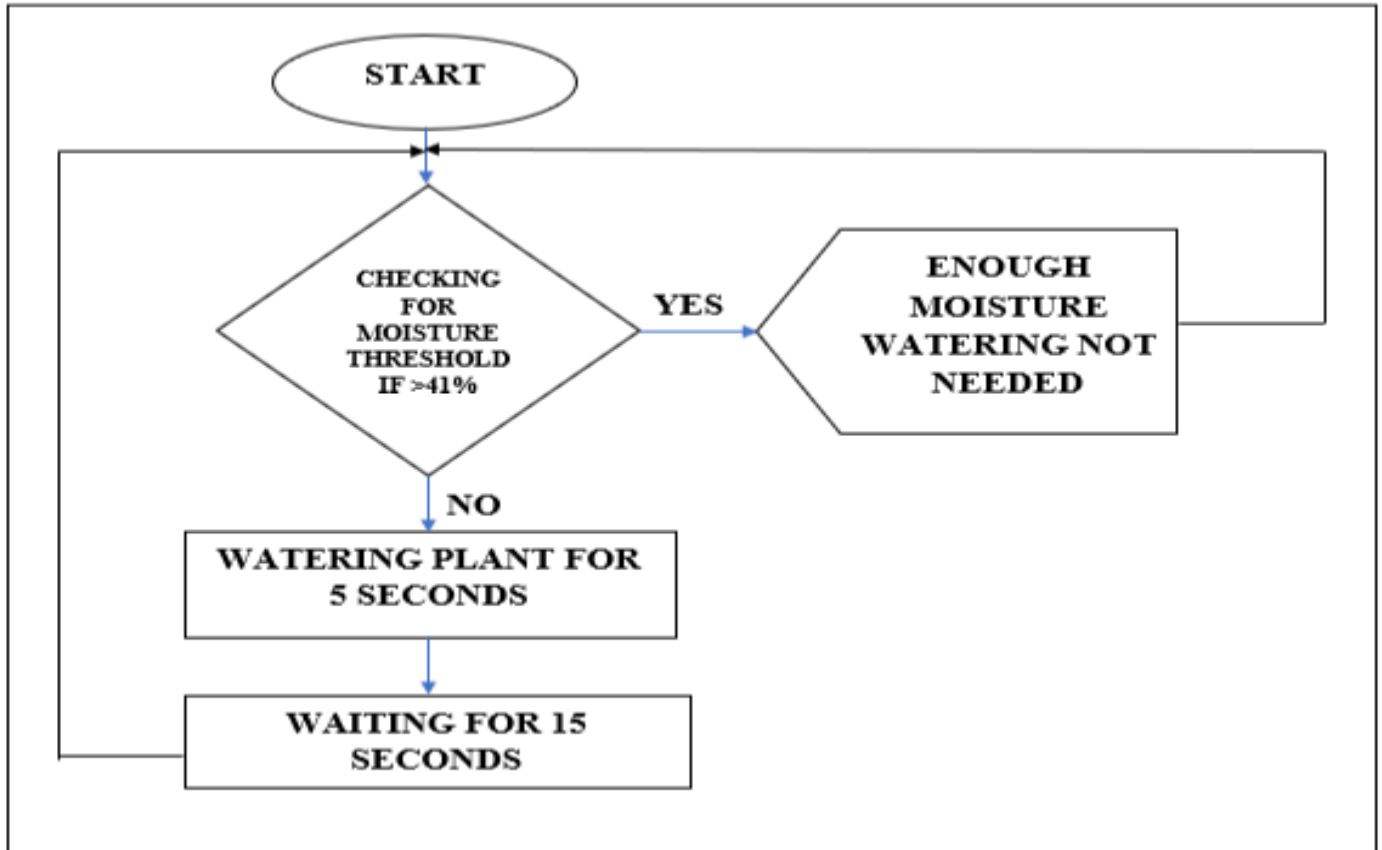 START
CHECKING
FOR
MOISTURE
THRESHOLD
IF >41%
YES
ENOUGH
MOISTURE
WATERING NOT
NEEDED
NO
WATERING PLANT FOR
5 SECONDS
WAITING FOR 15
SECONDS